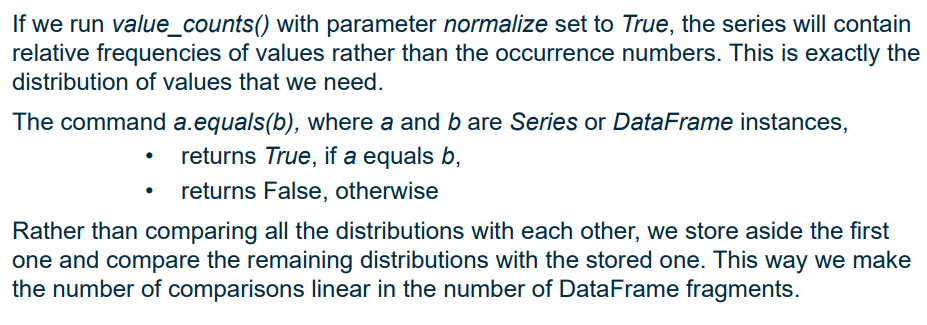 If we run value_counts() with parameter normalize set to True, the series will contain
relative frequencies of values rather than the occurrence numbers. This is exactly the
distribution of values that we need.
The command a.equals(b), where a and b are Series or DataFrame instances,
• returns True, if a equals b,
• returns False, otherwise
Rather than comparing all the distributions with each other, we store aside the first
one and compare the remaining distributions with the stored one. This way we make
the number of comparisons linear in the number of DataFrame fragments.